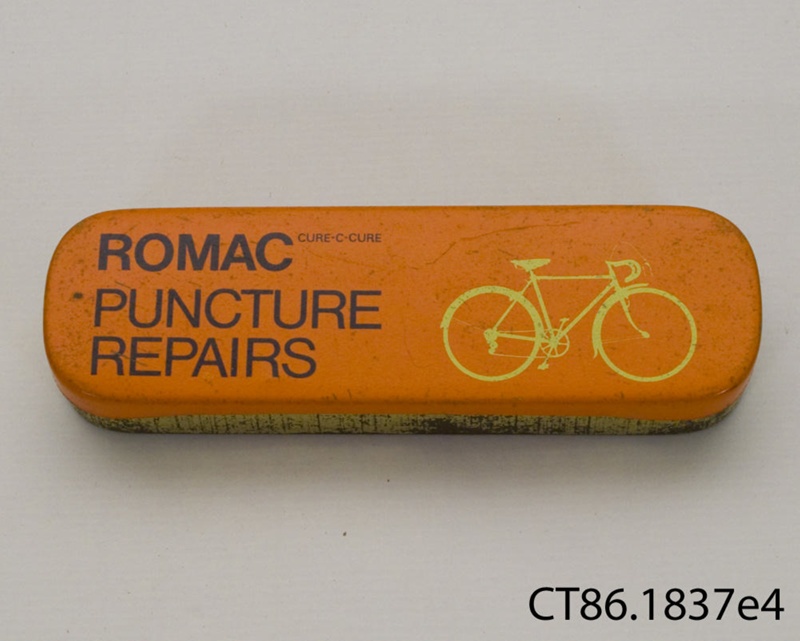 ROMAC CURE-C-CURE
PUNCTURE
REPAIRS
CT86.1837e4